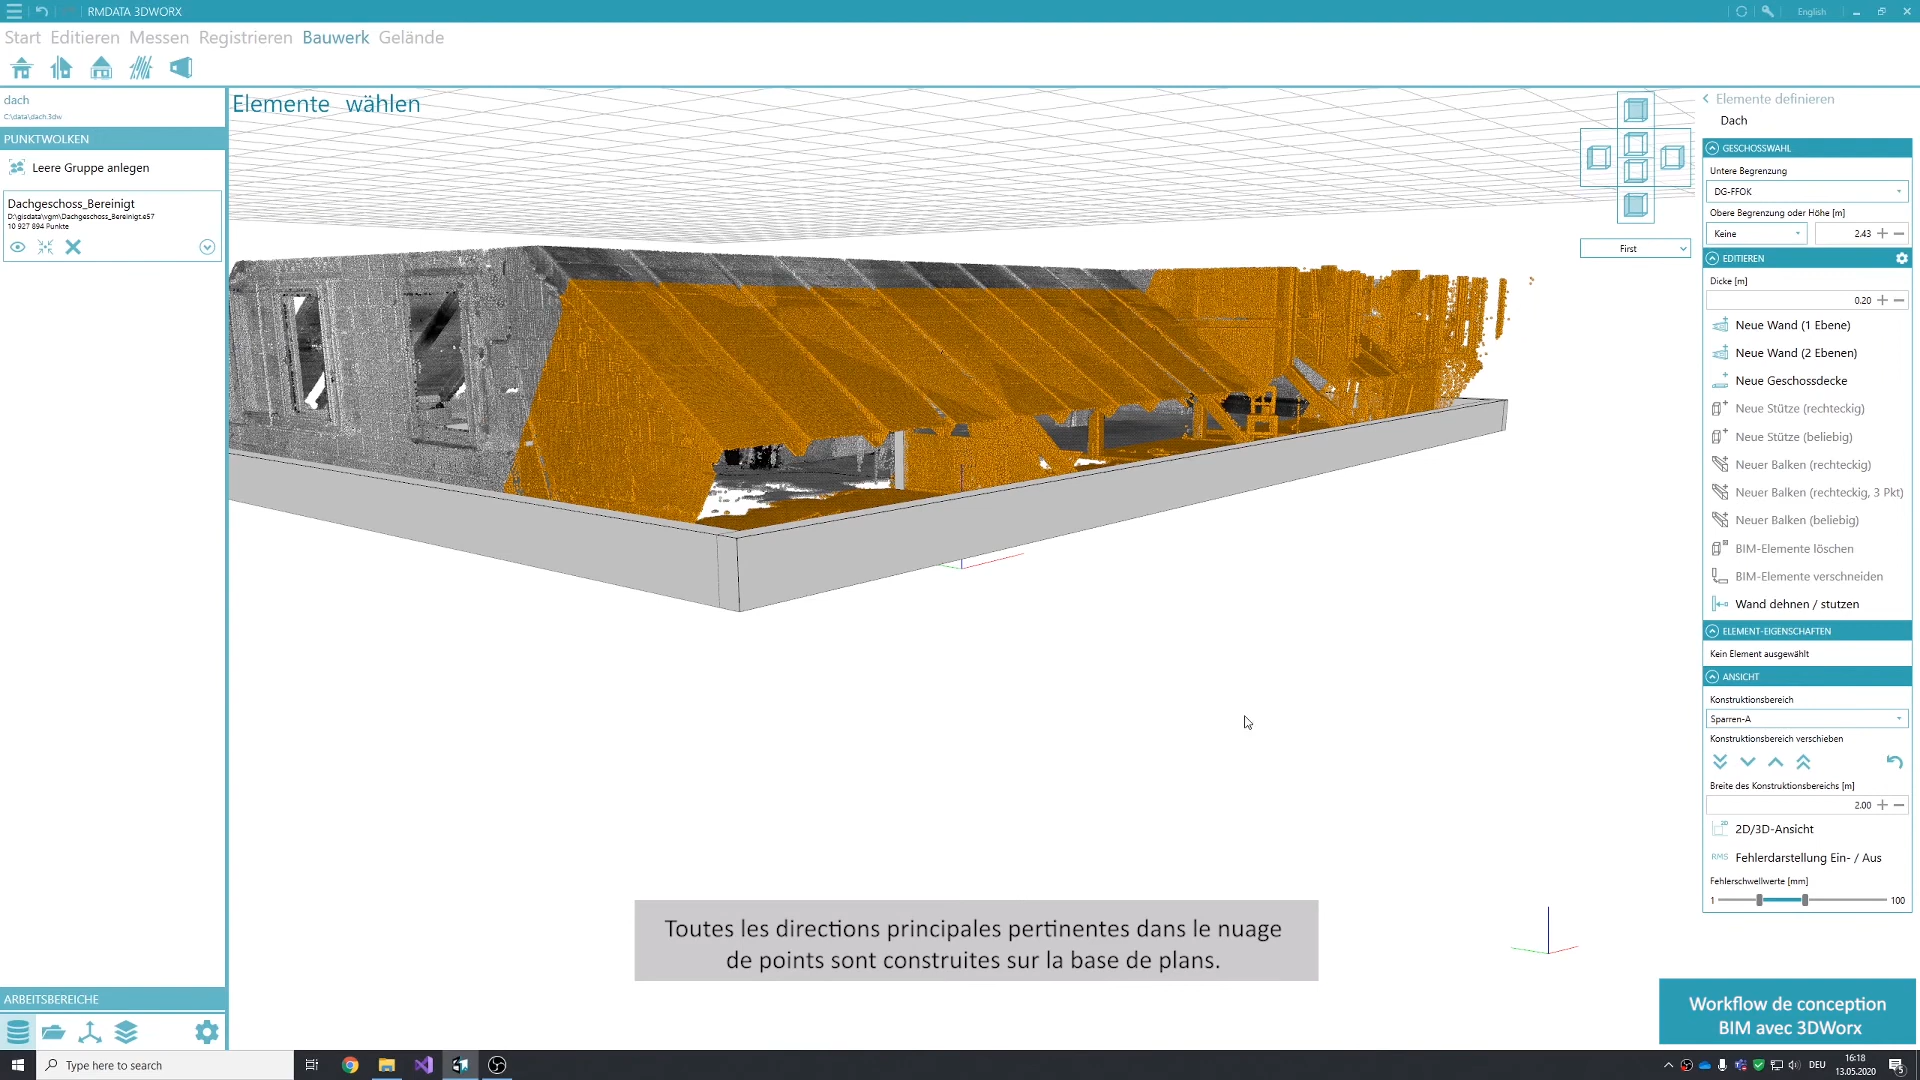 RMDATA 3DWORX
English
Start Editieren Messen Registrieren Bauwerk Gelände
dach
C:\data\dach.3dw
PUNKTWOLKEN
Leere Gruppe anlegen
Dachgeschoss_Bereinigt
D:\gisdata\vgm\Dachgeschoss_Bereinigt.e57
10 927 894 Punkte
Elemente wählen
First
Elemente definieren
Dach
GESCHOSSWAHL
Untere Begrenzung
DG-FFOK
Obere Begrenzung oder Höhe [m]
Keine 2.43
EDITIEREN
Dicke [m]
0.20
Neue Wand (1 Ebene)
Neue Wand (2 Ebenen)
Neue Geschossdecke
Neue Stütze (rechteckig)
Neue Stütze (beliebig)
Neuer Balken (rechteckig)
Neuer Balken (rechteckig, 3 Pkt)
Neuer Balken (beliebig)
BIM-Elemente löschen
BIM-Elemente verschneiden
Wand dehnen / stutzen
ELEMENT-EIGENSCHAFTEN
Kein Element ausgewählt
ANSICHT
Konstruktionsbereich
Sparren-A
Konstruktionsbereich verschieben
Breite des Konstruktionsbereichs [m]
2.00
2D
2D/3D-Ansicht
RMS Fehlerdarstellung Ein- / Aus
Fehlerschwellwerte [mm]
1 100
Toutes les directions principales pertinentes dans le nuage
de points sont construites sur la base de plans.
Workflow de conception
BIM avec 3DWorx
ARBEITSBEREICHE
Type here to search
DEU
16:18
13.05.2020
5